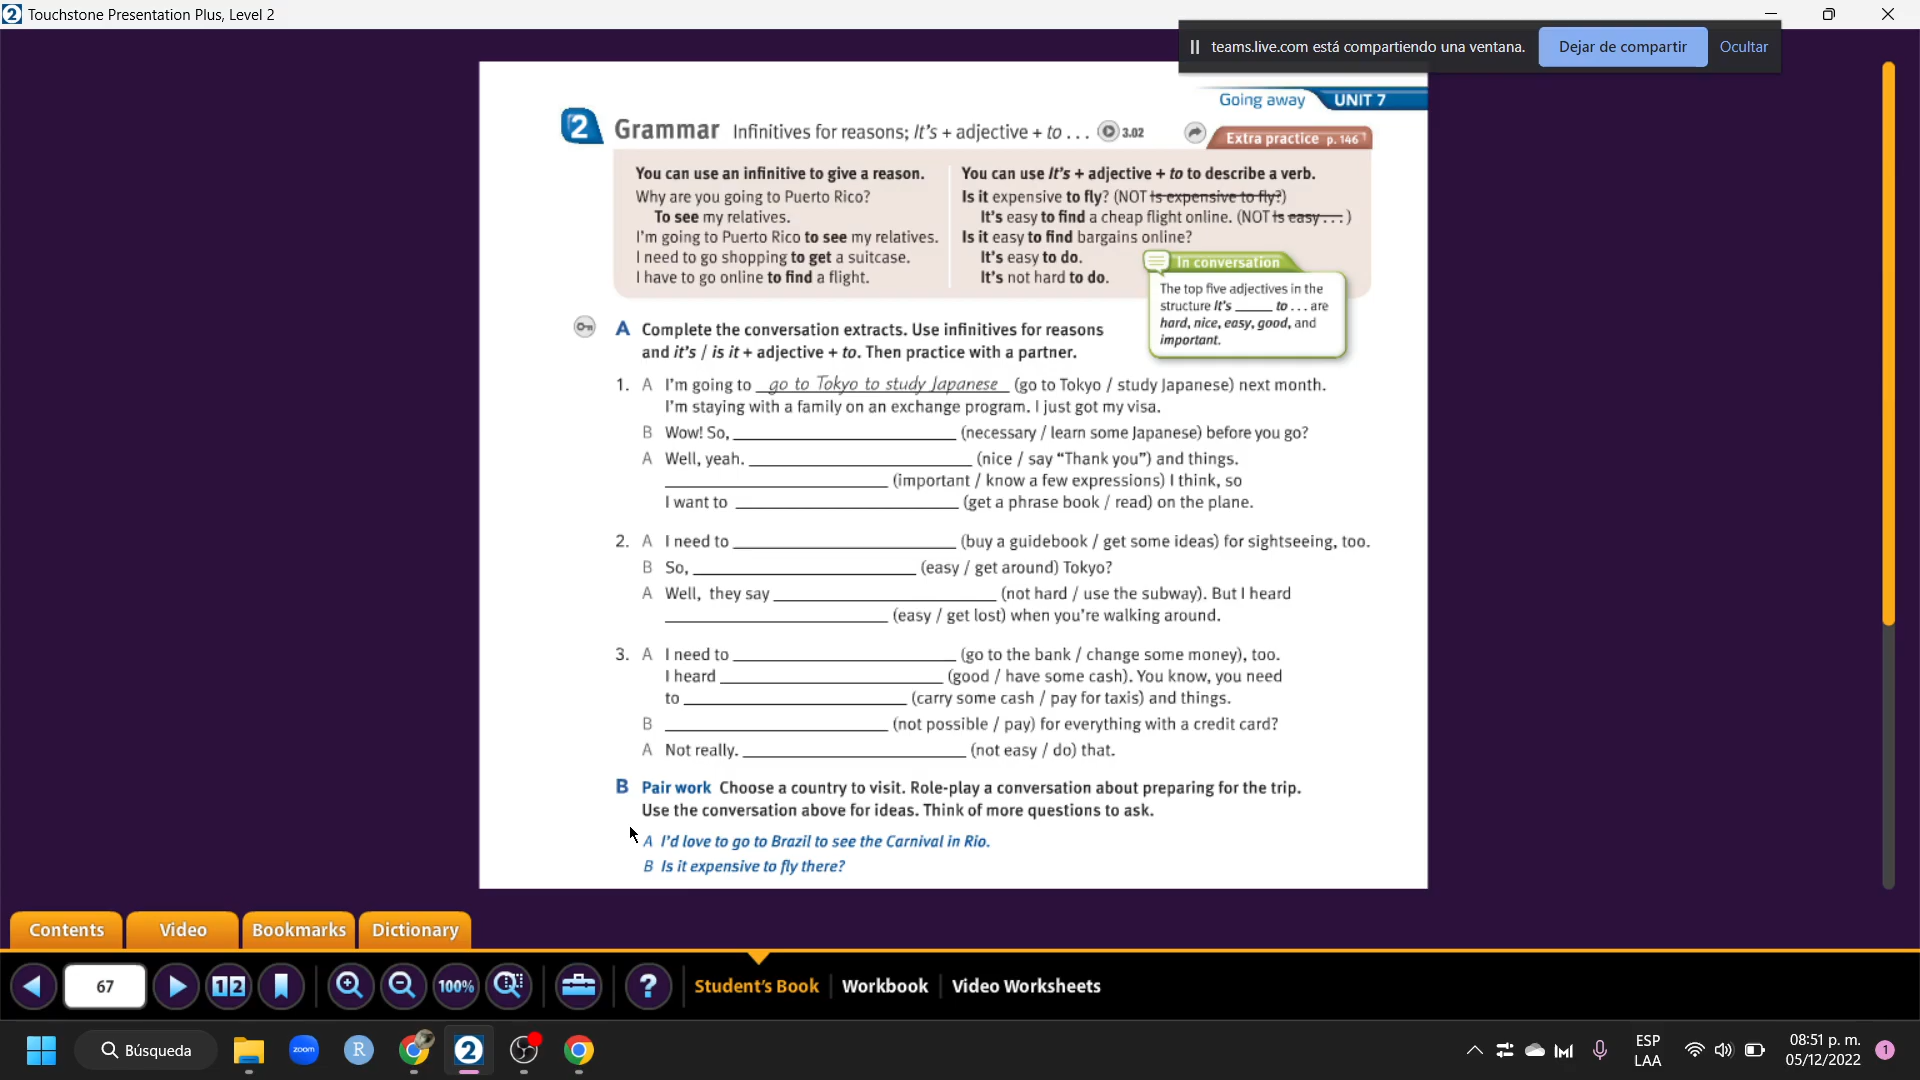 Touchstone Presentation Plus, Level 2
teams.live.com está compartiendo una ventana.
Dejar de compartir
Ocultar
Going away
UNIT 7
2 Grammar Infinitives for reasons; It's + adjective + to . . . 3.02
Extra practice p. 146
You can use an infinitive to give a reason.
Why are you going to Puerto Rico?
To see my relatives.
I'm going to Puerto Rico to see my relatives.
I need to go shopping to get a suitcase.
I have to go online to find a flight.
You can use It's + adjective + to to describe a verb.
Is it expensive to fly? (NOT Is expensive to fly?)
It's easy to find a cheap flight online. (NOT Is easy . . . )
Is it easy to find bargains online?
It's easy to do.
It's not hard to do.
In conversation
The top five adjectives in the
structure It's _____ to . . . are
hard, nice, easy, good, and
important.
A Complete the conversation extracts. Use infinitives for reasons
and it's / is it + adjective + to. Then practice with a partner.
1. A I'm going to go to Tokyo to study Japanese (go to Tokyo / study Japanese) next month.
I'm staying with a family on an exchange program. I just got my visa.
B Wow! So, ____________________ (necessary / learn some Japanese) before you go?
A Well, yeah. ____________________ (nice / say “Thank you”) and things.
____________________ (important / know a few expressions) I think, so
I want to ____________________ (get a phrase book / read) on the plane.
2. A I need to ____________________ (buy a guidebook / get some ideas) for sightseeing, too.
B So, ____________________ (easy / get around) Tokyo?
A Well, they say ____________________ (not hard / use the subway). But I heard
____________________ (easy / get lost) when you're walking around.
3. A I need to ____________________ (go to the bank / change some money), too.
I heard ____________________ (good / have some cash). You know, you need
to ____________________ (carry some cash / pay for taxis) and things.
B ____________________ (not possible / pay) for everything with a credit card?
A Not really. ____________________ (not easy / do) that.
B Pair work Choose a country to visit. Role-play a conversation about preparing for the trip.
Use the conversation above for ideas. Think of more questions to ask.
A I'd love to go to Brazil to see the Carnival in Rio.
B Is it expensive to fly there?
Contents
Video
Bookmarks
Dictionary
67
12
100%
?
Student's Book
Workbook
Video Worksheets
Búsqueda
zoom
R
2
ESP
LAA
08:51 p. m.
05/12/2022
1